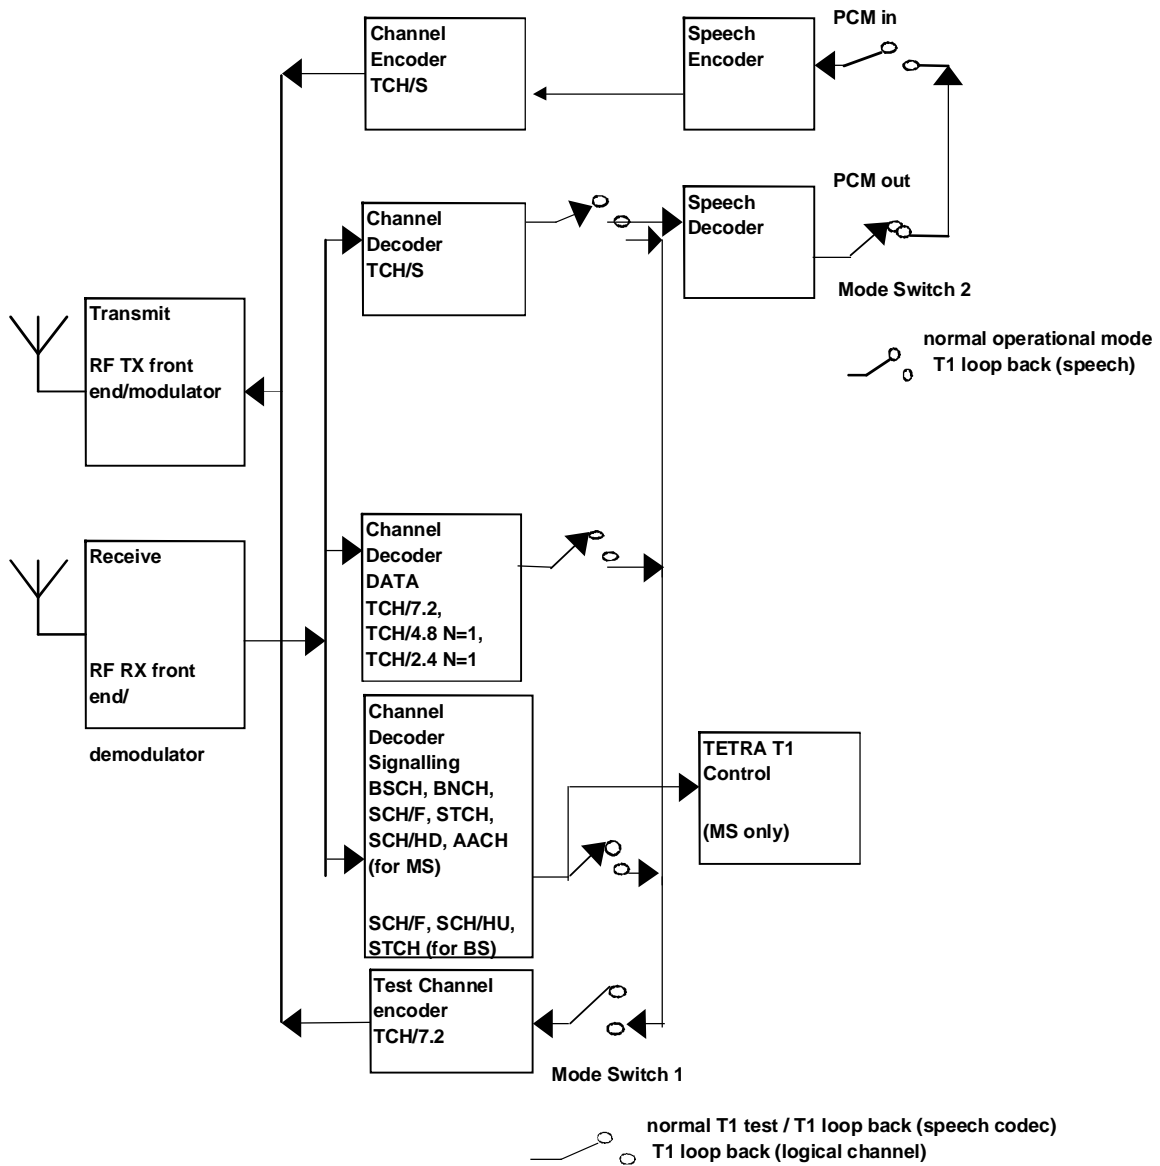 Channel
Encoder
TCH/S
Speech
Encoder
PCM in
Channel
Decoder
TCH/S
Speech
Decoder
PCM out
Mode Switch 2
normal operational mode
T1 loop back (speech)
Transmit
RF TX front
end/modulator
Receive
RF RX front
end/
demodulator
Channel
Decoder
DATA
TCH/7.2,
TCH/4.8 N=1,
TCH/2.4 N=1
Channel
Decoder
Signalling
BSCH, BNCH,
SCH/F, STCH,
SCH/HD, AACH
(for MS)
SCH/F, SCH/HU,
STCH (for BS)
TETRA T1
Control
(MS only)
Test Channel
encoder
TCH/7.2
Mode Switch 1
normal T1 test / T1 loop back (speech codec)
T1 loop back (logical channel)